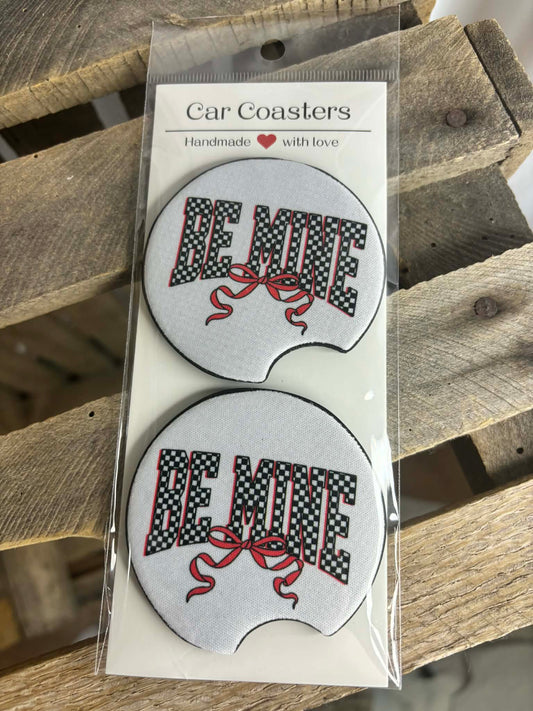 Car Coasters
Handmade ❤ with love
BE MINE
BE MINE